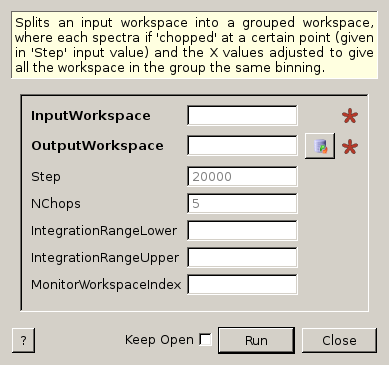 Splits an input workspace into a grouped workspace,
where each spectra if 'chopped' at a certain point (given
in 'Step' input value) and the X values adjusted to give
all the workspace in the group the same binning.
InputWorkspace
OutputWorkspace
Step 20000
NChops 5
IntegrationRangeLower
IntegrationRangeUpper
MonitorWorkspaceIndex
? Keep Open Run Close